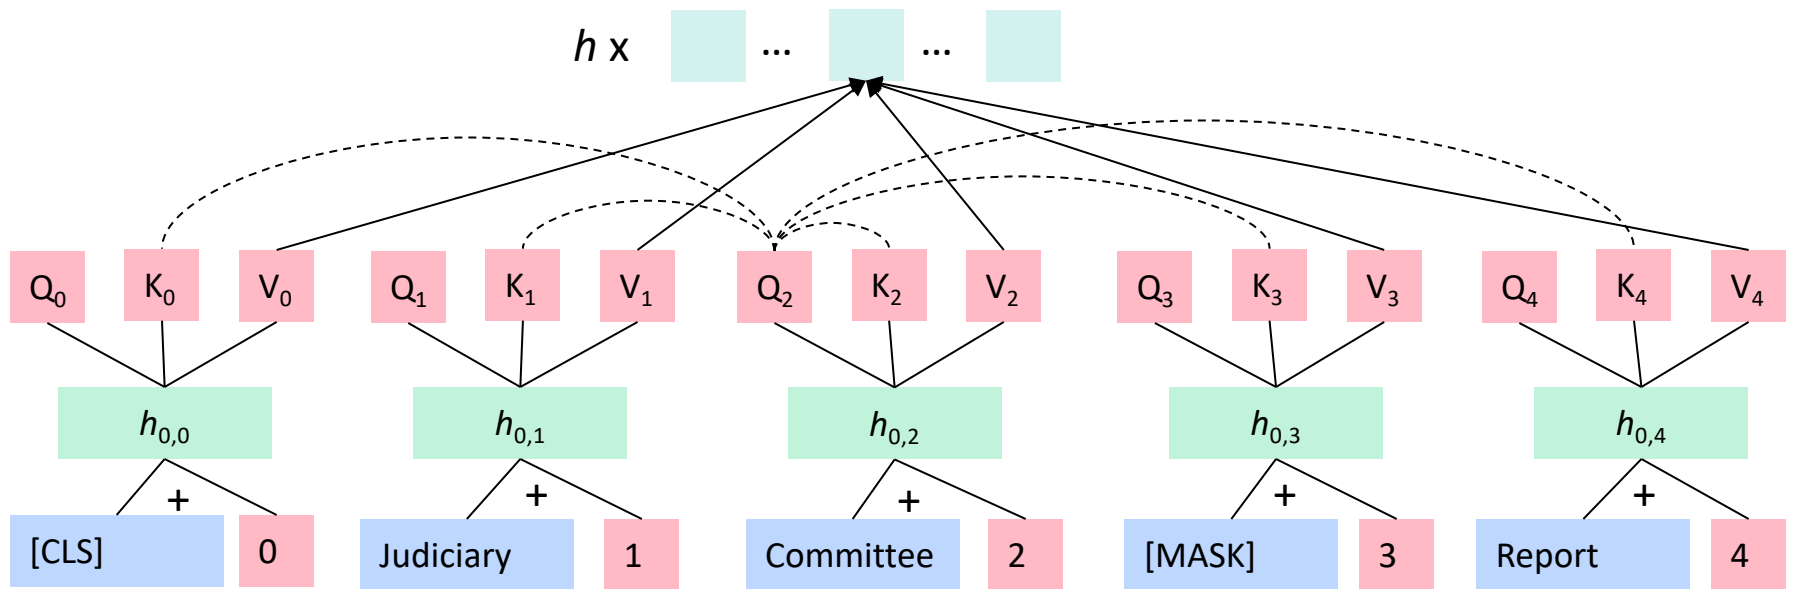 h x ... ...
Q₀ K₀ V₀ Q₁ K₁ V₁ Q₂ K₂ V₂ Q₃ K₃ V₃ Q₄ K₄ V₄
h₀,₀ h₀,₁ h₀,₂ h₀,₃ h₀,₄
+ + + + +
[CLS] 0 Judiciary 1 Committee 2 [MASK] 3 Report 4